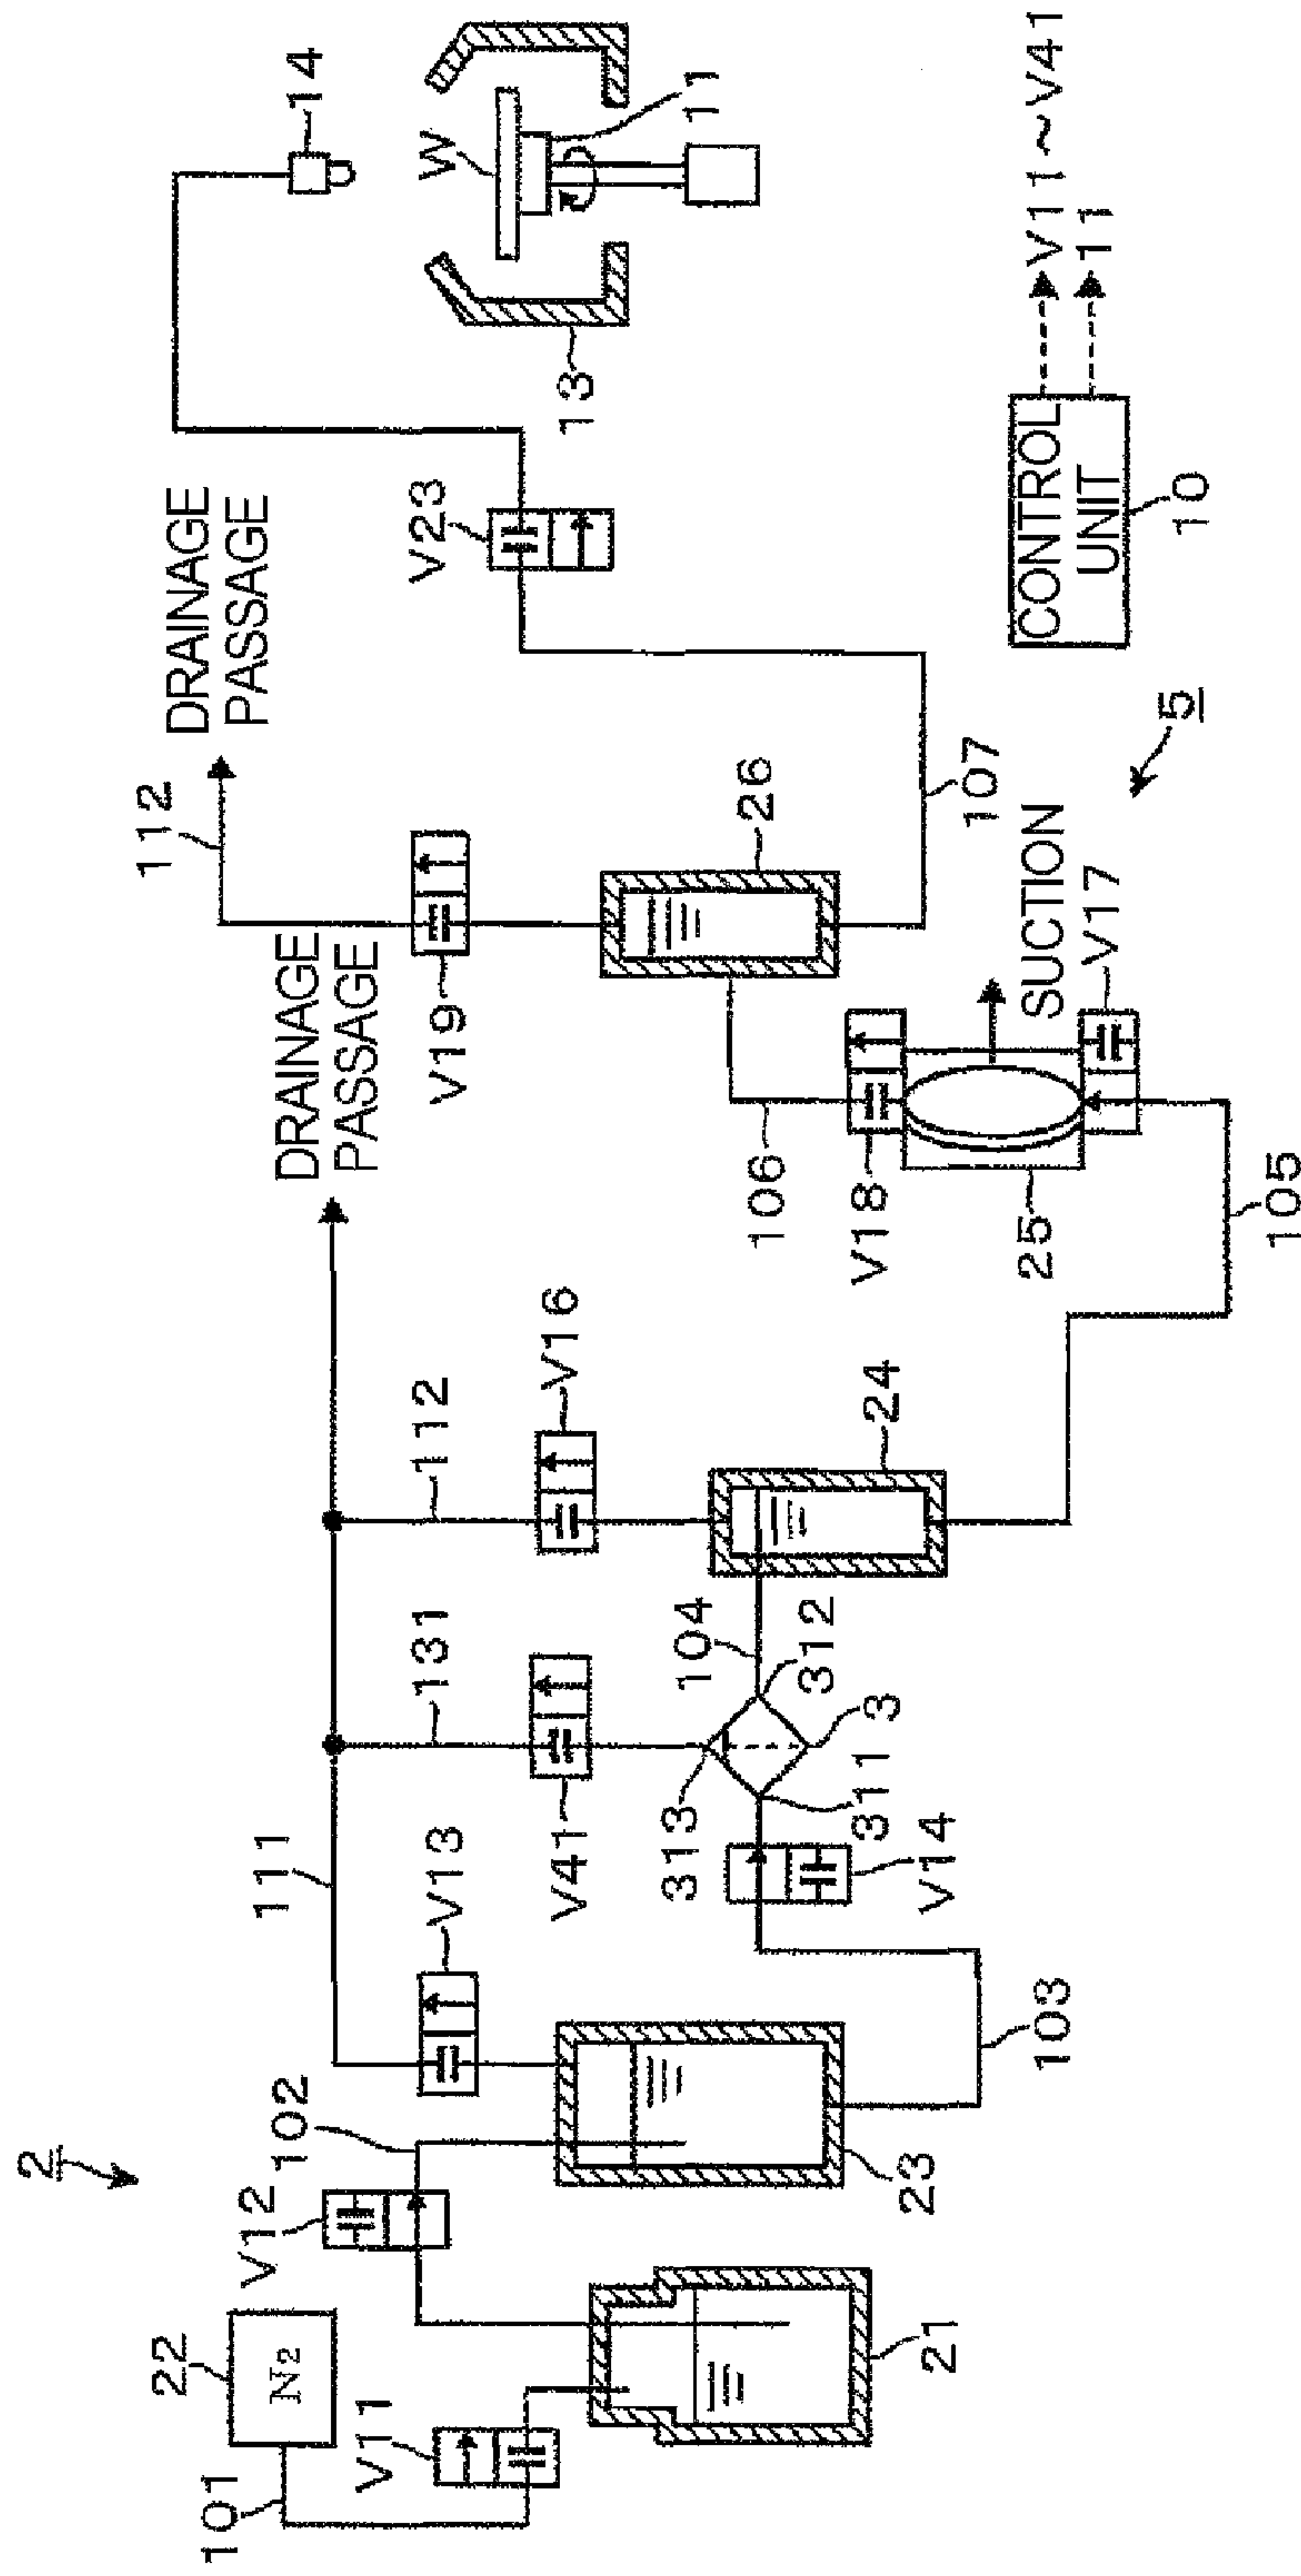 2
22
N2
101
V11
21
V12
102
23
103
111
V13
131
V41
313
311
V14
3
312
104
112
V16
24
105
DRAINAGE
PASSAGE
V18
25
106
V17
SUCTION
V19
26
112
DRAINAGE
PASSAGE
107
5
V23
13
14
W
11
CONTROL
UNIT
10
V11~V41
11